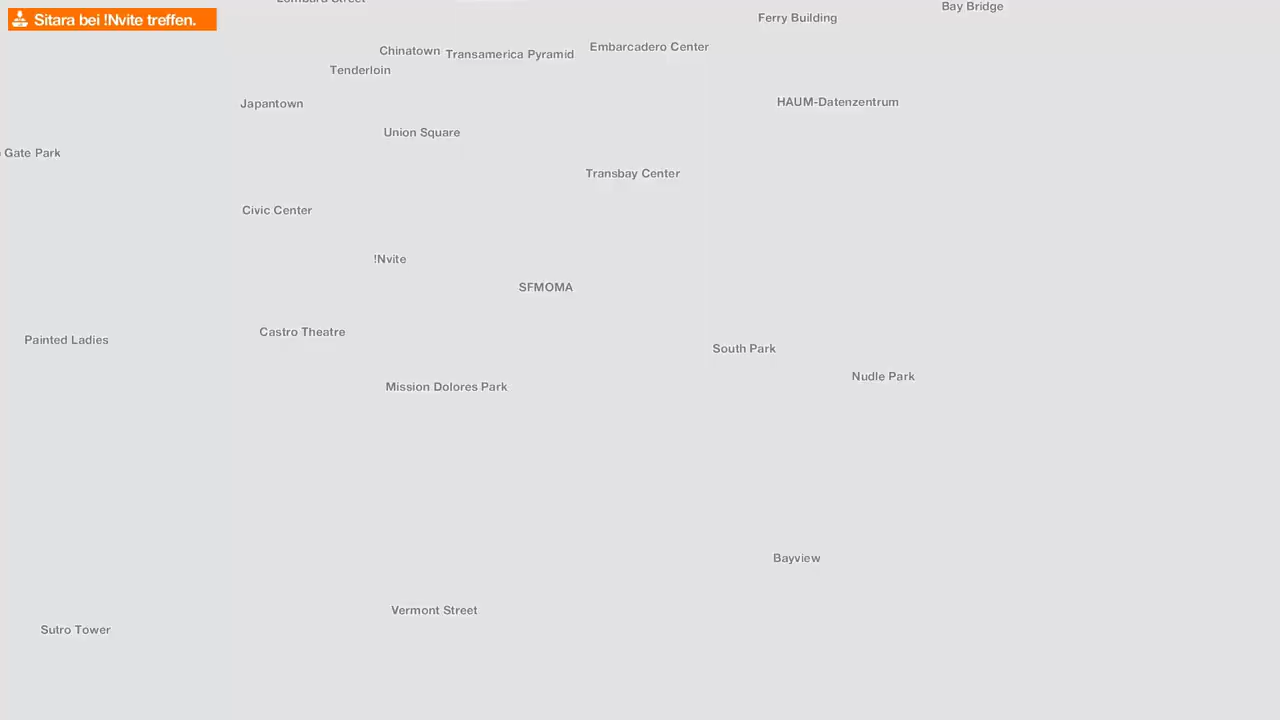 Sitara bei !Nvite treffen.
Lombard Street
Bay Bridge
Ferry Building
Embarcadero Center
Chinatown
Transamerica Pyramid
Tenderloin
HAUM-Datenzentrum
Japantown
Union Square
Gate Park
Transbay Center
Civic Center
!Nvite
SFMOMA
Castro Theatre
Painted Ladies
South Park
Nudle Park
Mission Dolores Park
Bayview
Vermont Street
Sutro Tower